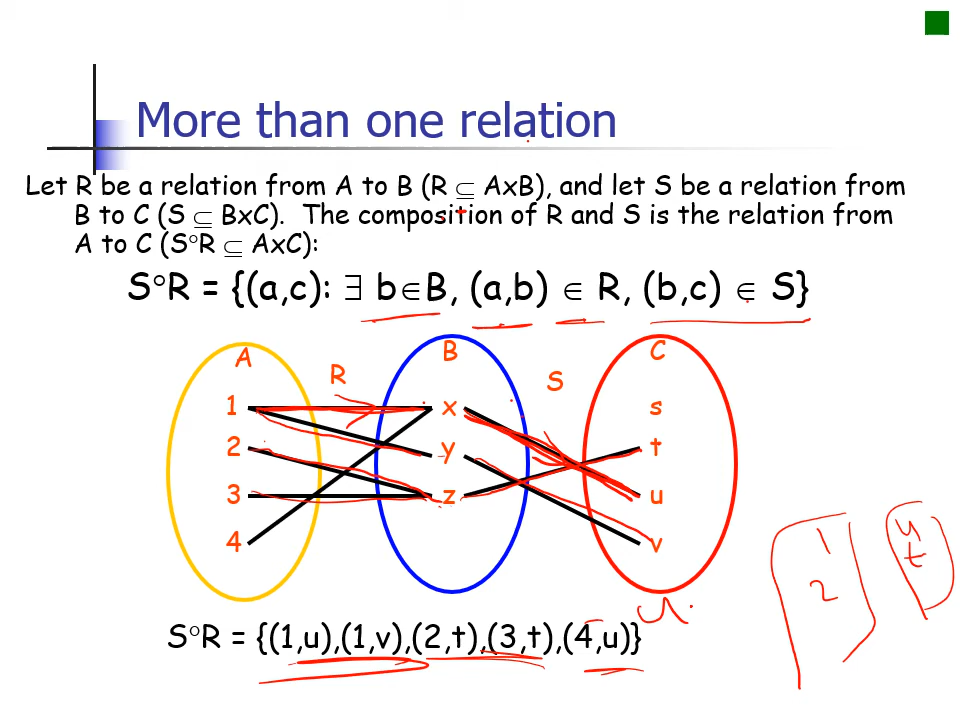 More than one relation
Let R be a relation from A to B (R ⊆ AxB), and let S be a relation from
B to C (S ⊆ BxC). The composition of R and S is the relation from
A to C (S°R ⊆ AxC):
S°R = {(a,c): ∃ b∈B, (a,b) ∈ R, (b,c) ∈ S}
A R B S C
1 x s
2 y t
3 z u
4 v
1 u
2 t
u.
S°R = {(1,u),(1,v),(2,t),(3,t),(4,u)}